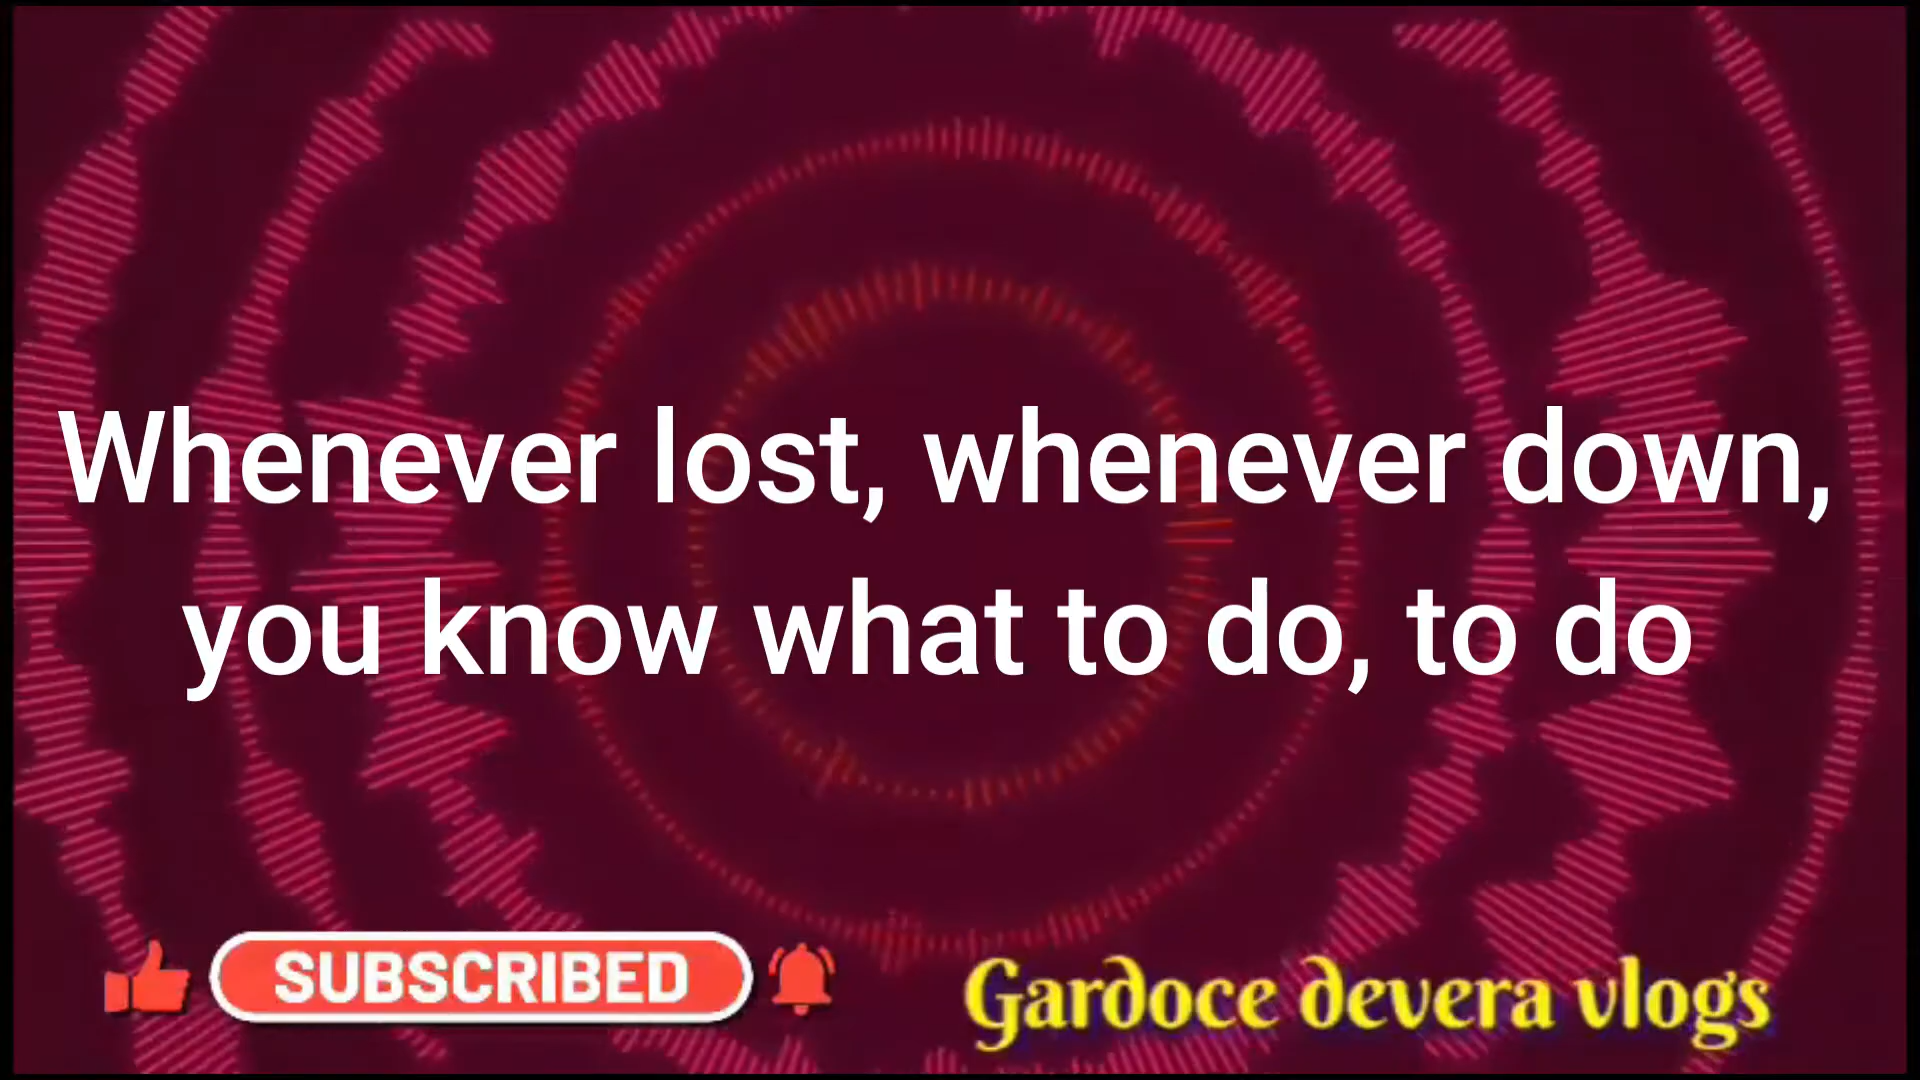 Whenever lost, whenever down,
you know what to do, to do
SUBSCRIBED
Gardoce devera vlogs